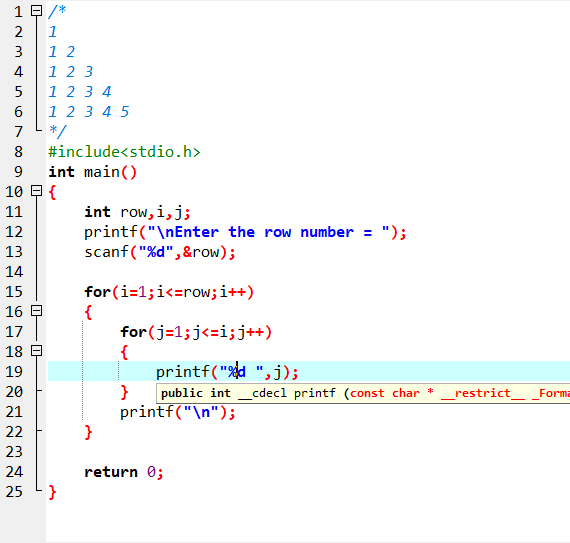 1 /*
2 1
3 1 2
4 1 2 3
5 1 2 3 4
6 1 2 3 4 5
7 */
8 #include<stdio.h>
9 int main()
10 {
11 int row,i,j;
12 printf("\nEnter the row number = ");
13 scanf("%d",&row);
14
15 for(i=1;i<=row;i++)
16 {
17 for(j=1;j<=i;j++)
18 {
19 printf("%d ",j);
20 }
public int __cdecl printf (const char * __restrict__ _Forma
21 printf("\n");
22 }
23
24 return 0;
25 }